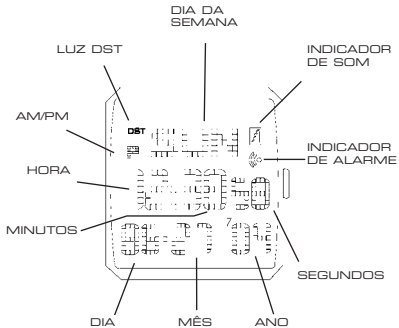 DIA DA
SEMANA
LUZ DST
INDICADOR
DE SOM
DST
AM/PM
INDICADOR
DE ALARME
HORA
MINUTOS
SEGUNDOS
DIA
MÊS
ANO